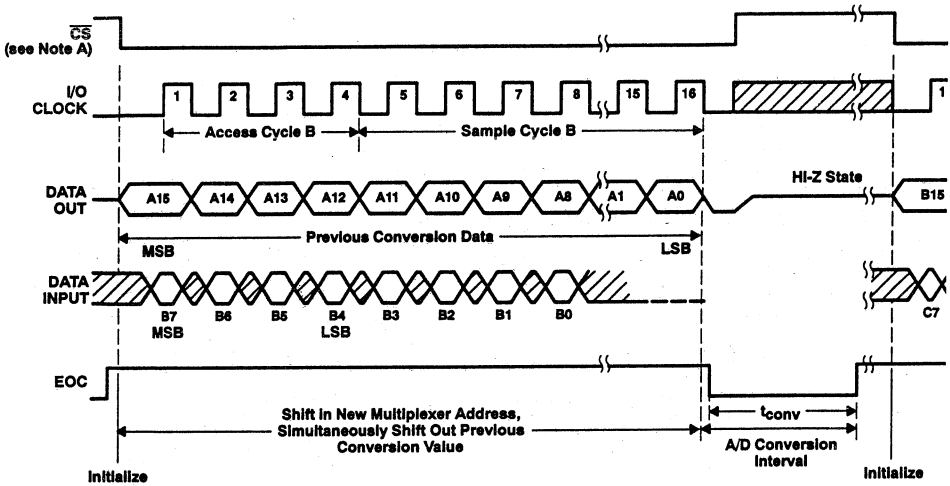 CS
(see Note A)
I/O
CLOCK
1 2 3 4 5 6 7 8 15 16 1
Access Cycle B
Sample Cycle B
DATA
OUT
A15 A14 A13 A12 A11 A10 A9 A8 A1 A0 B15
Hi-Z State
Previous Conversion Data
MSB
LSB
DATA
INPUT
B7 B6 B5 B4 B3 B2 B1 B0 C7
MSB LSB
EOC
Shift in New Multiplexer Address,
Simultaneously Shift Out Previous
Conversion Value
tconv
A/D Conversion
Interval
Initialize
Initialize